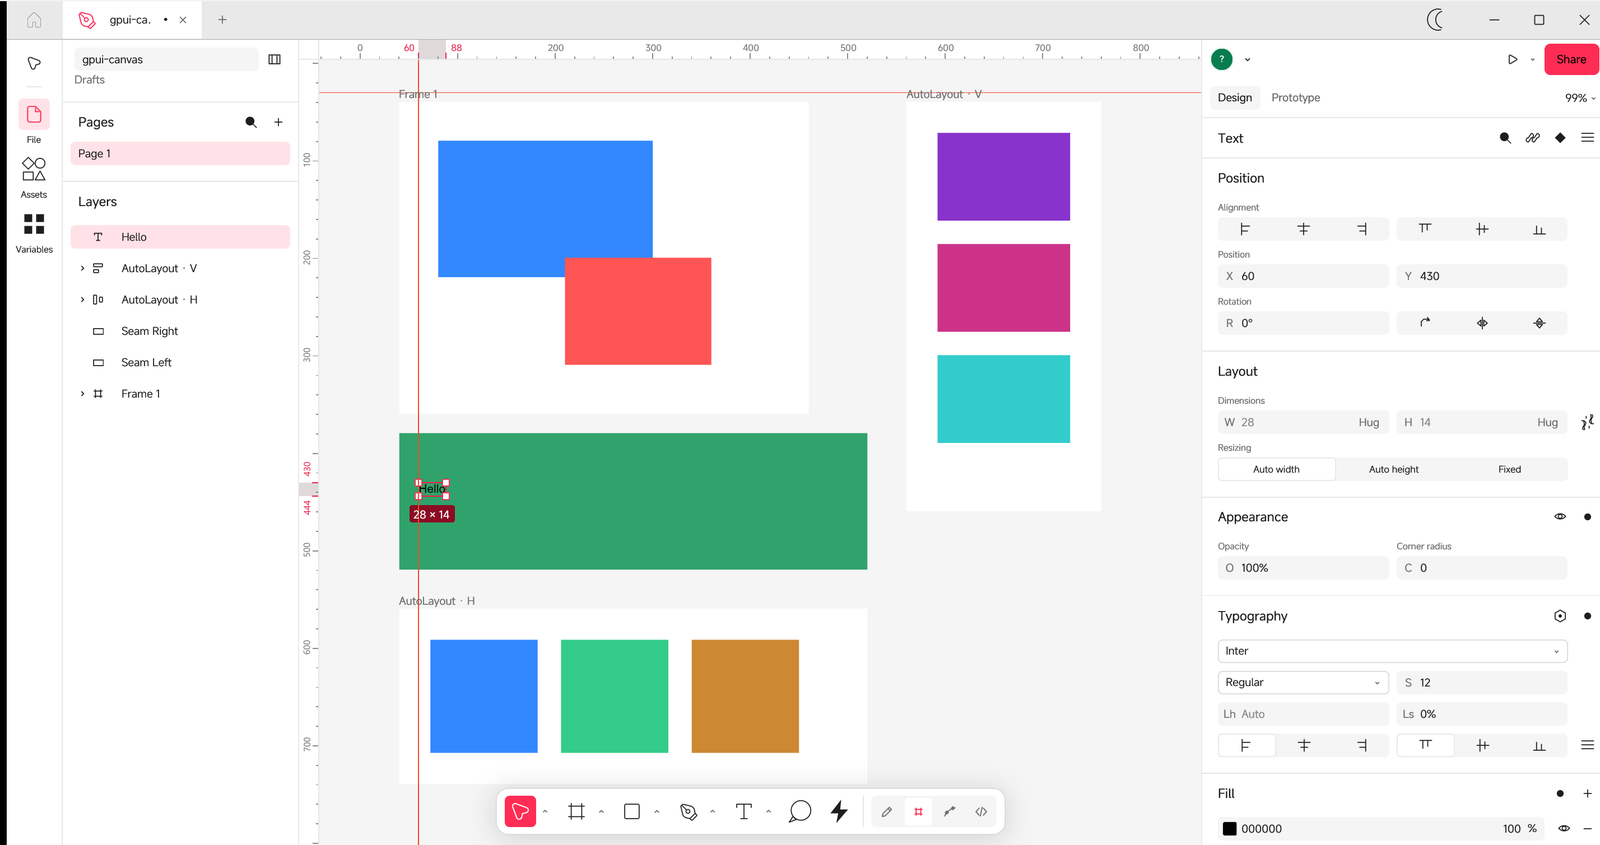 gpui-ca. •
gpui-canvas
Drafts
File
Assets
Variables
Pages
Page 1
Layers
Hello
AutoLayout · V
AutoLayout · H
Seam Right
Seam Left
Frame 1
0 60 88 200 300 400 500 600 700 800
100
200
300
430
444
500
600
700
Frame 1
AutoLayout · V
Hello
28 × 14
AutoLayout · H
?
Share
Design Prototype 99%
Text
Position
Alignment
Position
X 60 Y 430
Rotation
R 0°
Layout
Dimensions
W 28 Hug H 14 Hug
Resizing
Auto width Auto height Fixed
Appearance
Opacity Corner radius
O 100% C 0
Typography
Inter
Regular S 12
Lh Auto Ls 0%
Fill
000000 100 %